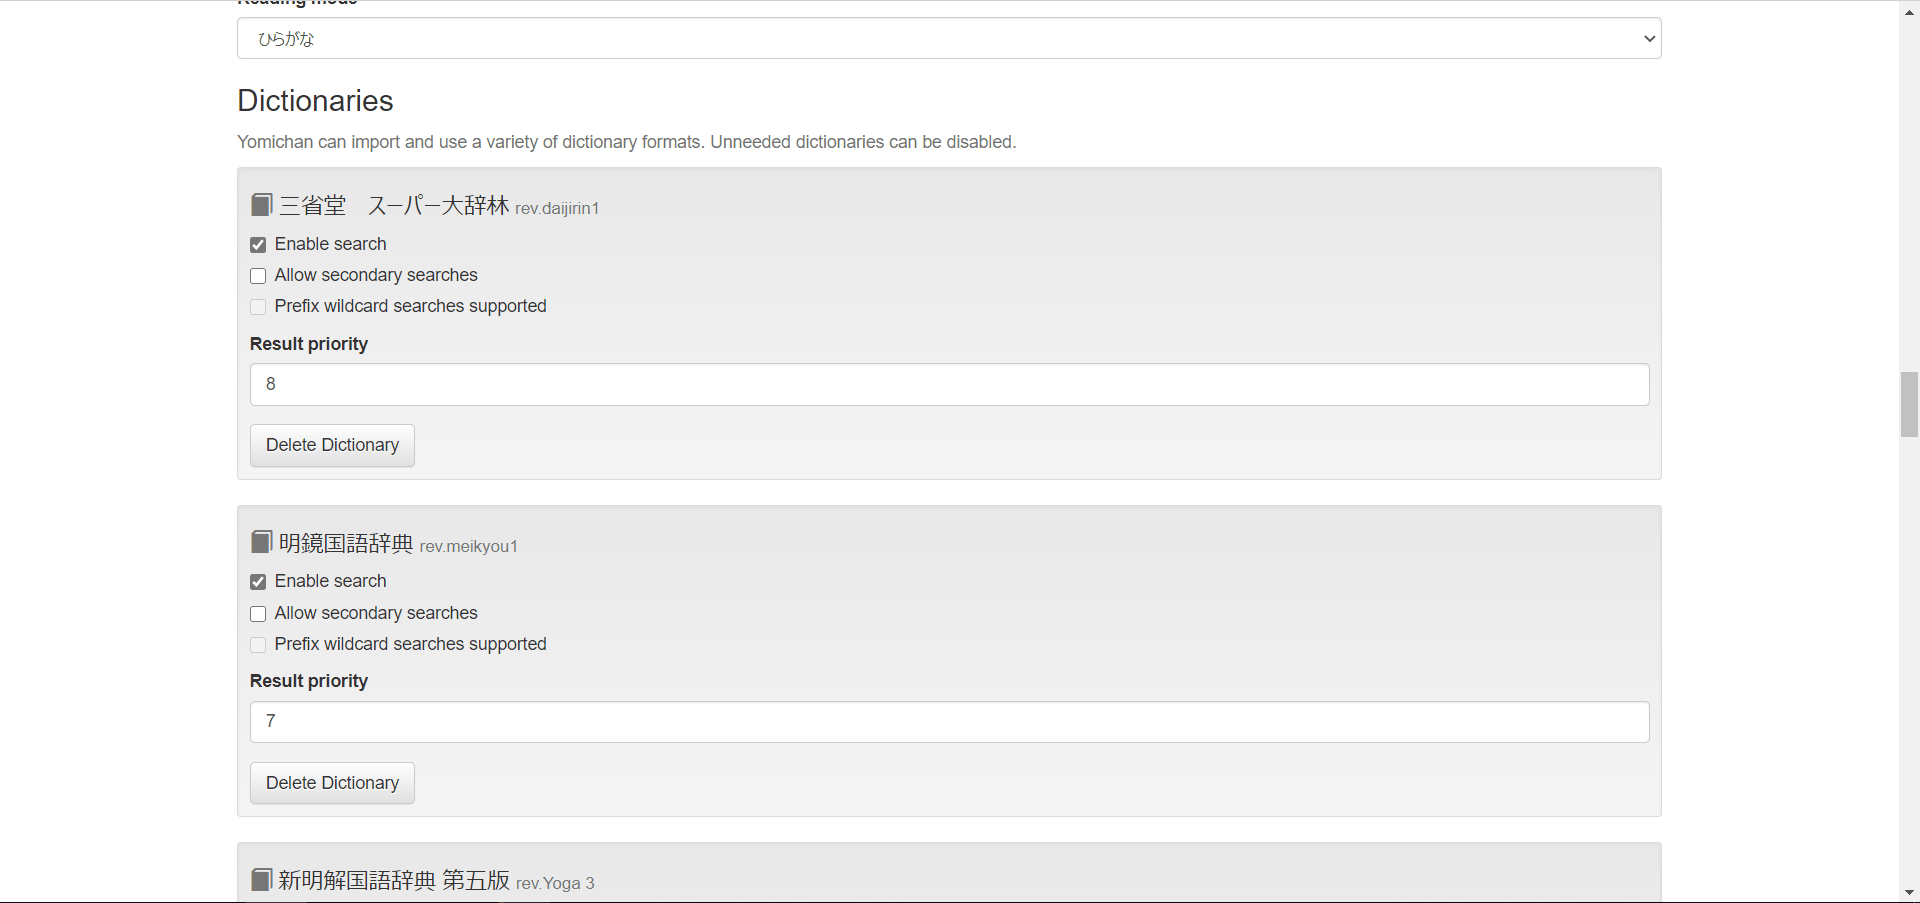 Reading mode
ひらがな
Dictionaries
Yomichan can import and use a variety of dictionary formats. Unneeded dictionaries can be disabled.
三省堂　スーパー大辞林 rev.daijirin1
Enable search
Allow secondary searches
Prefix wildcard searches supported
Result priority
8
Delete Dictionary
明鏡国語辞典 rev.meikyou1
Enable search
Allow secondary searches
Prefix wildcard searches supported
Result priority
7
Delete Dictionary
新明解国語辞典 第五版 rev.Yoga 3